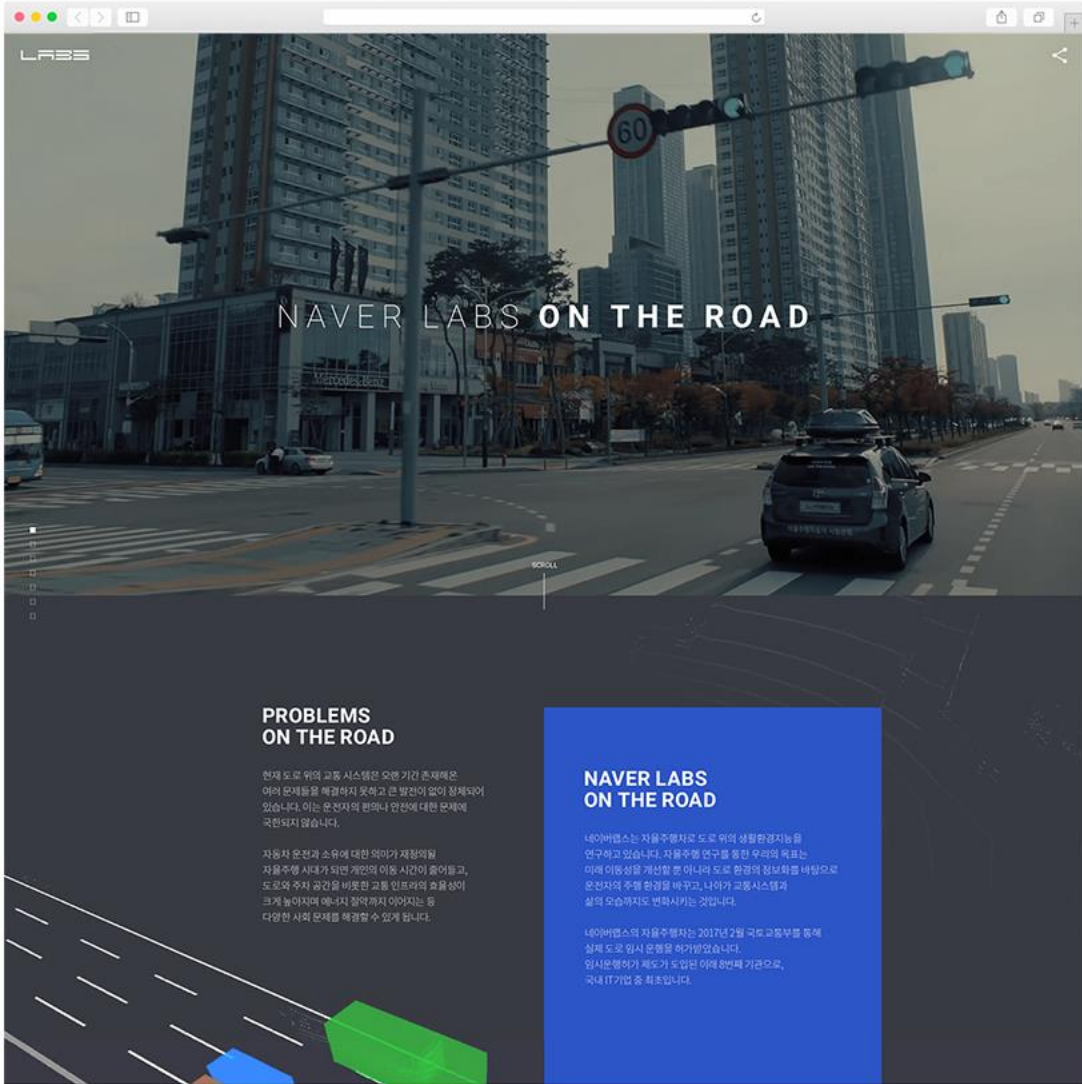 LABS
60
NAVER LABS ON THE ROAD
Mercedes-Benz
SCROLL
PROBLEMS
ON THE ROAD
현재 도로 위의 교통 시스템은 오랜 기간 존재해온
여러 문제들을 해결하지 못하고 큰 발전이 없이 정체되어
있습니다. 이는 운전자의 편의나 안전에 대한 문제에
국한되지 않습니다.
자동차 운전과 소유에 대한 의미가 재정의될
자율주행 시대가 되면 개인의 이동 시간이 줄어들고,
도로와 주차 공간을 비롯한 교통 인프라의 효율성이
크게 높아지며 에너지 절약까지 이어지는 등
다양한 사회 문제를 해결할 수 있게 됩니다.
NAVER LABS
ON THE ROAD
네이버랩스는 자율주행차로 도로 위의 생활환경지능을
연구하고 있습니다. 자율주행 연구를 통한 우리의 목표는
미래 이동성을 개선할 뿐 아니라 도로 환경의 정보화를 바탕으로
운전자의 주행 환경을 바꾸고, 나아가 교통시스템과
삶의 모습까지도 변화시키는 것입니다.
네이버랩스의 자율주행차는 2017년 2월 국토교통부를 통해
실제 도로 임시 운행을 허가받았습니다.
임시운행허가 제도가 도입된 이래 8번째 기관으로,
국내 IT기업 중 최초입니다.